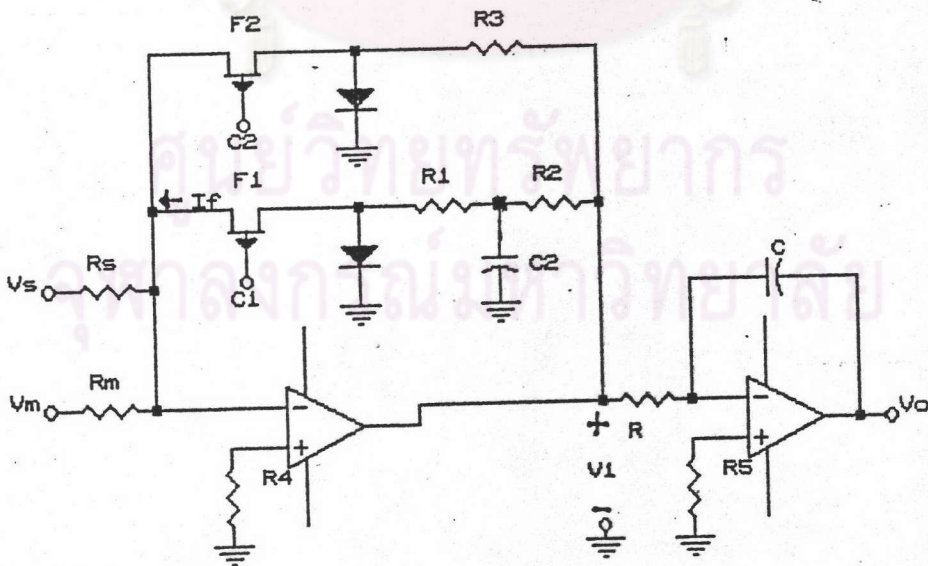 F2
R3
C2
ศูนย์วิทยทรัพยากร
F1
R1
R2
If
C2
C
Vs
Rs
C1
จุฬาลงกรณ์มหาวิทยาลัย
Vm
Rm
−
+
R4
+
R
V1
-
−
+
R5
Vo